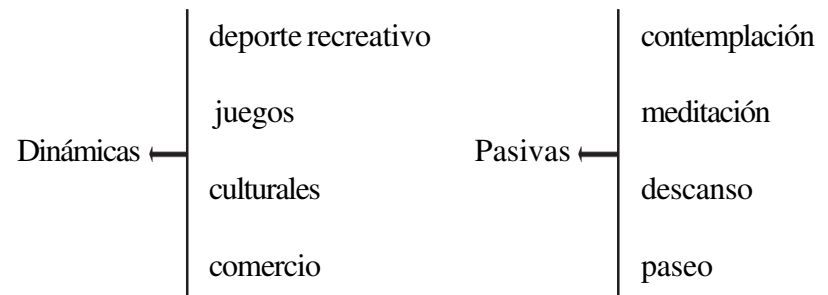 Dinámicas
deporte recreativo
juegos
culturales
comercio
Pasivas
contemplación
meditación
descanso
paseo